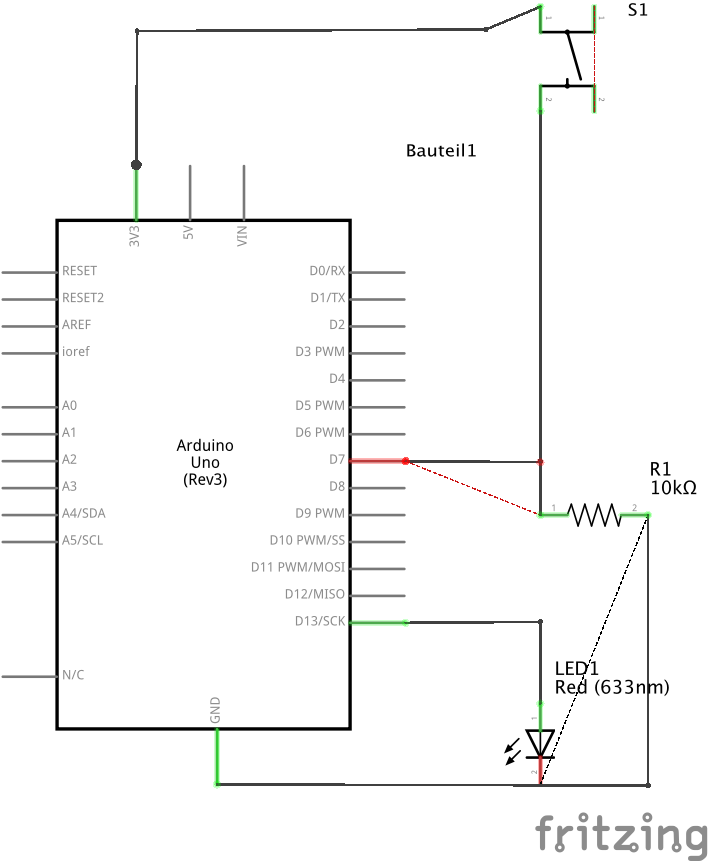 S1
1
1
2
2
Bauteil1
3V3
5V
VIN
RESET
RESET2
AREF
ioref
A0
A1
A2
A3
A4/SDA
A5/SCL
N/C
Arduino
Uno
(Rev3)
D0/RX
D1/TX
D2
D3 PWM
D4
D5 PWM
D6 PWM
D7
D8
D9 PWM
D10 PWM/SS
D11 PWM/MOSI
D12/MISO
D13/SCK
GND
R1
10kΩ
1
2
LED1
Red (633nm)
1
2
fritzing